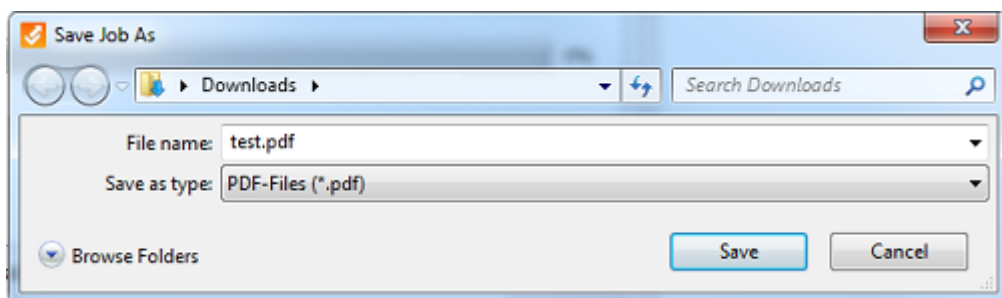 Save Job As
Downloads
Search Downloads
File name: test.pdf
Save as type: PDF-Files (*.pdf)
Browse Folders
Save
Cancel